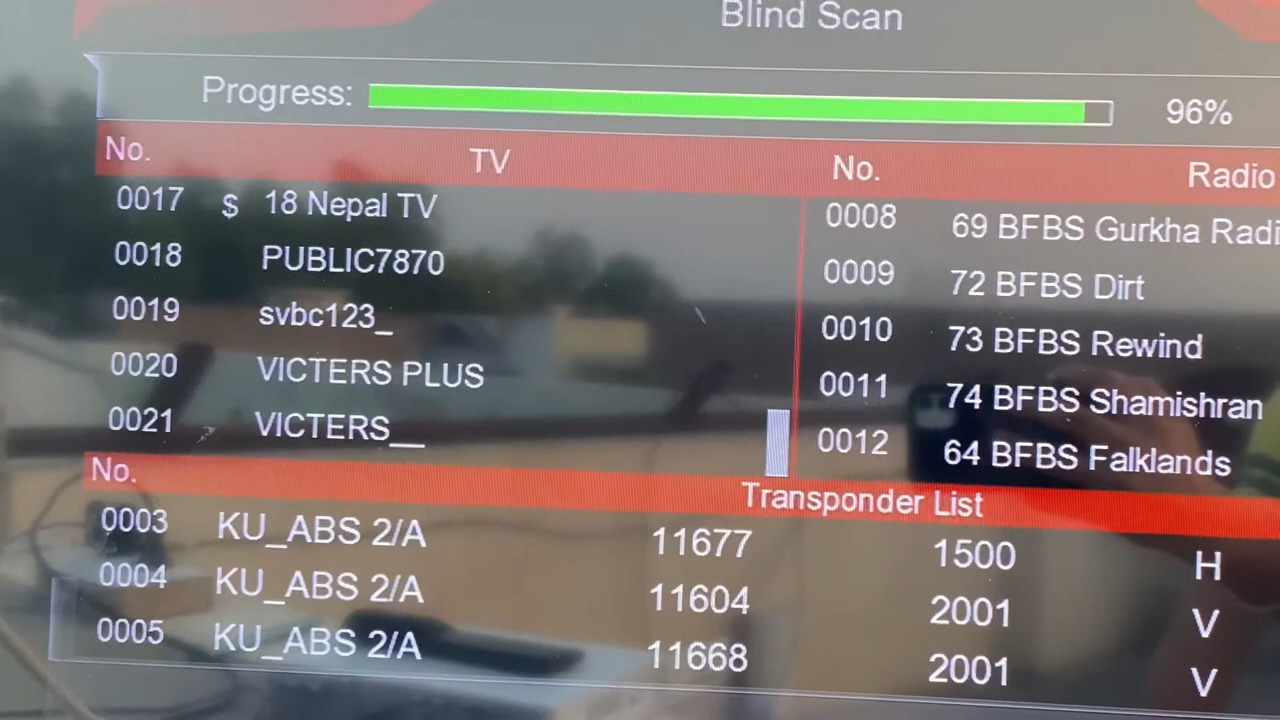 Blind Scan
Progress: 96%
No. TV No. Radio
0017 $ 18 Nepal TV 0008 69 BFBS Gurkha Radi
0018 PUBLIC7870 0009 72 BFBS Dirt
0019 svbc123_ 0010 73 BFBS Rewind
0020 VICTERS PLUS 0011 74 BFBS Shamishran
0021 VICTERS__ 0012 64 BFBS Falklands
No. Transponder List
0003 KU_ABS 2/A 11677 1500 H
0004 KU_ABS 2/A 11604 2001 V
0005 KU_ABS 2/A 11668 2001 V